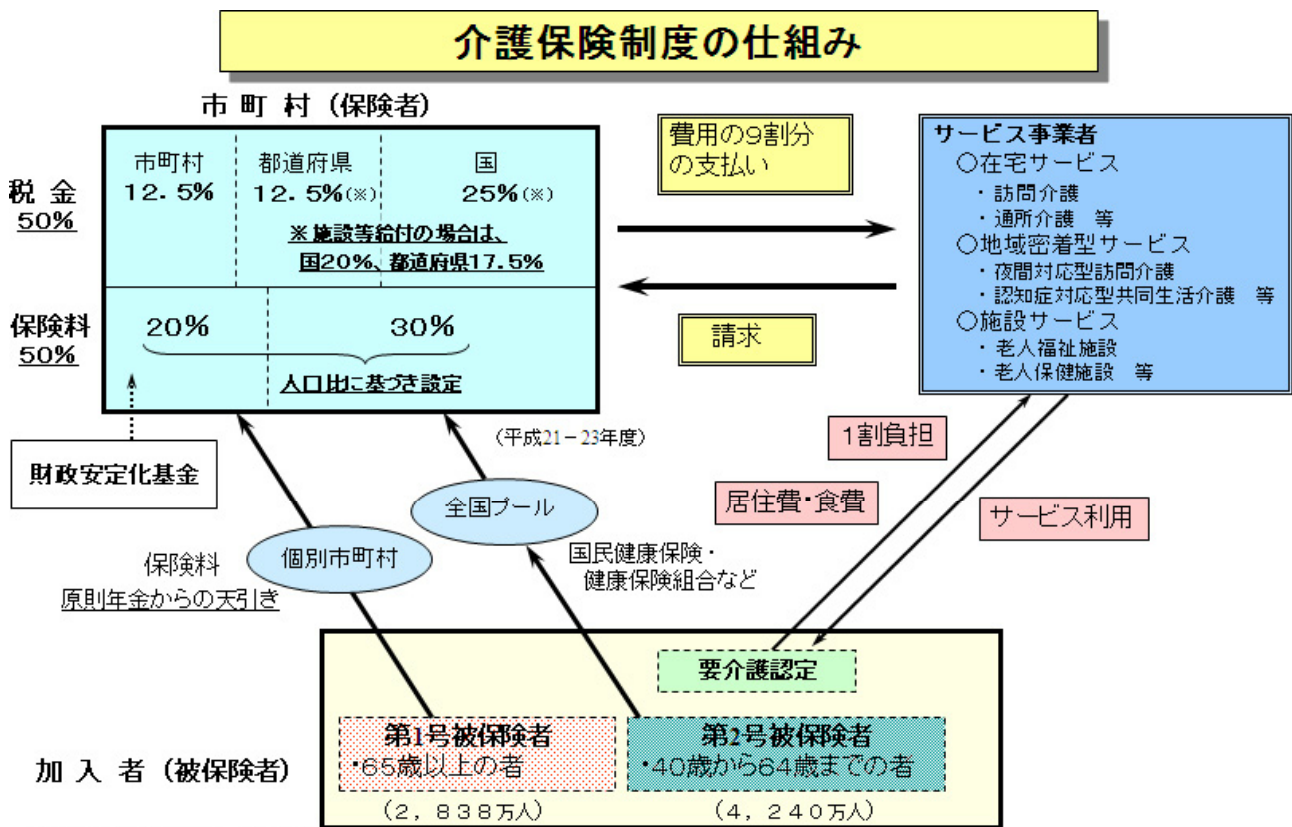 介護保険制度の仕組み
市 町 村（保険者）
税 金
50%
市町村
12．5%
都道府県
12．5%(※)
国
25%(※)
※施設等給付の場合は、
国20%、都道府県17.5%
保険料
50%
20%
30%
人口比に基づき設定
費用の9割分
の支払い
請求
サービス事業者
○在宅サービス
・訪問介護
・通所介護 等
○地域密着型サービス
・夜間対応型訪問介護
・認知症対応型共同生活介護 等
○施設サービス
・老人福祉施設
・老人保健施設 等
財政安定化基金
（平成21－23年度）
1割負担
居住費・食費
サービス利用
全国プール
個別市町村
保険料
原則年金からの天引き
国民健康保険・
健康保険組合など
要介護認定
加 入 者（被保険者）
第1号被保険者
・65歳以上の者
（2，838万人）
第2号被保険者
・40歳から64歳までの者
（4，240万人）